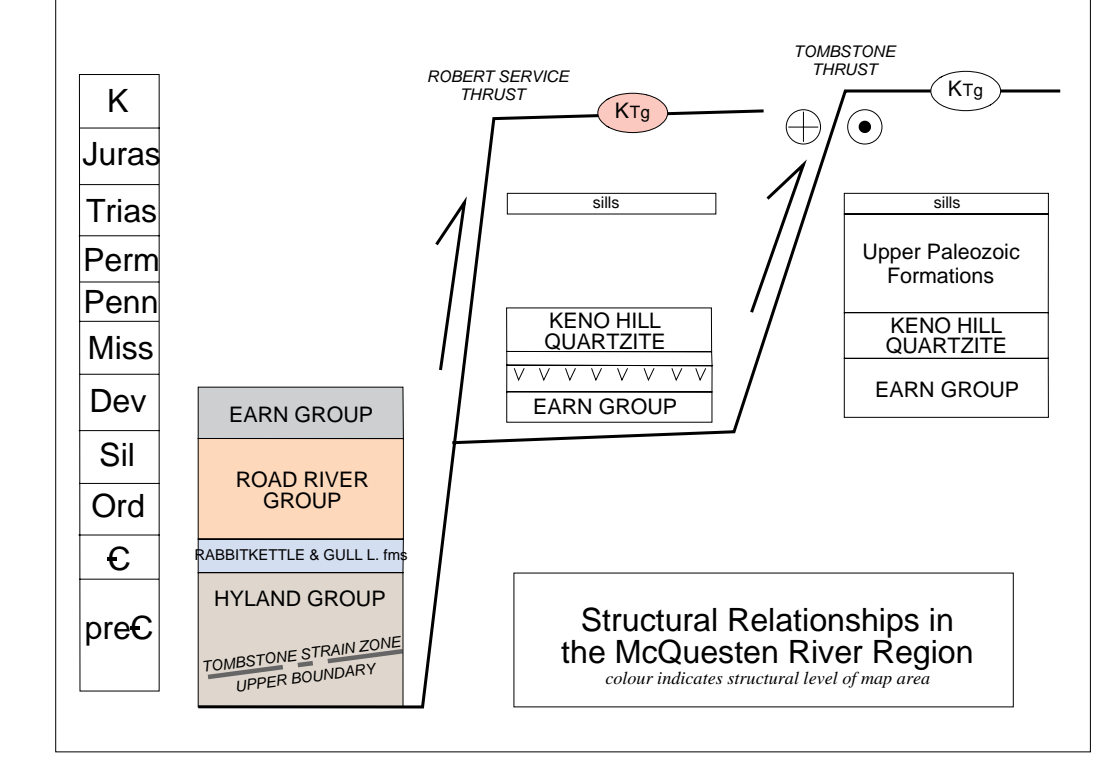 K
Juras
Trias
Perm
Penn
Miss
Dev
Sil
Ord
Є
preЄ
EARN GROUP
ROAD RIVER
GROUP
RABBITKETTLE & GULL L. fms
HYLAND GROUP
TOMBSTONE STRAIN ZONE
UPPER BOUNDARY
ROBERT SERVICE
THRUST
KTg
sills
KENO HILL
QUARTZITE
V V V V V V V V
EARN GROUP
TOMBSTONE
THRUST
KTg
sills
Upper Paleozoic
Formations
KENO HILL
QUARTZITE
EARN GROUP
Structural Relationships in
the McQuesten River Region
colour indicates structural level of map area